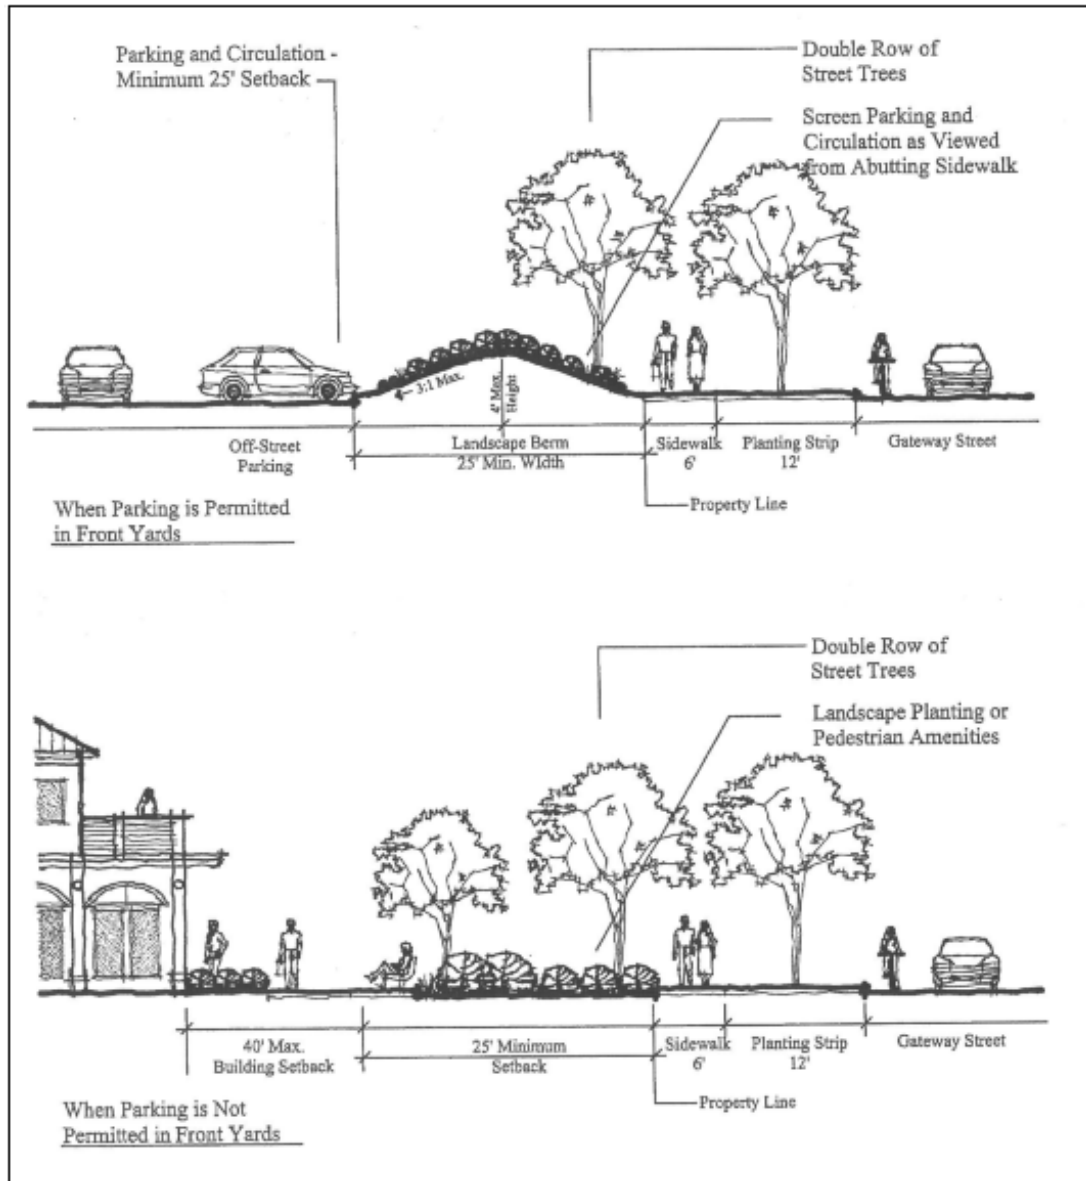 Parking and Circulation -
Minimum 25' Setback
Double Row of
Street Trees
Screen Parking and
Circulation as Viewed
from Abutting Sidewalk
3:1 Max.
4' Max.
Height
Off-Street
Parking
Landscape Berm
25' Min. Width
Sidewalk
6'
Planting Strip
12'
Gateway Street
Property Line
When Parking is Permitted
in Front Yards
Double Row of
Street Trees
Landscape Planting or
Pedestrian Amenities
40' Max.
Building Setback
25' Minimum
Setback
Sidewalk
6'
Planting Strip
12'
Gateway Street
Property Line
When Parking is Not
Permitted in Front Yards